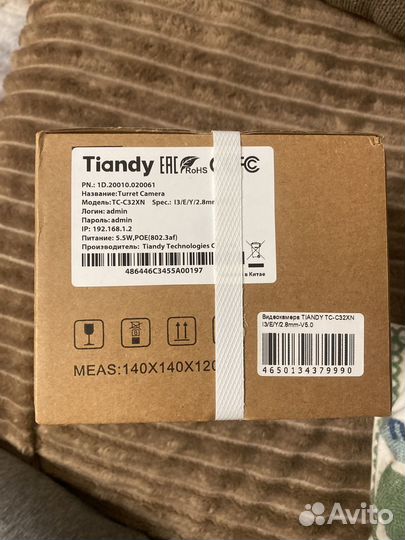 Tiandy EAC RoHS FC
PN.: 1D.20010.020061
Название:Turret Camera
Модель:TC-C32XN Spec.: I3/E/Y/2.8mm
Логин: admin
Пароль: admin
IP: 192.168.1.2
Питание: 5.5W,POE(802.3af)
Производитель: Tiandy Technologies C
в Китае
486446C3455A00197
Видеокамера TIANDY TC-C32XN
I3/E/Y/2.8mm-V5.0
4650134379990
MEAS:140X140X120
Avito